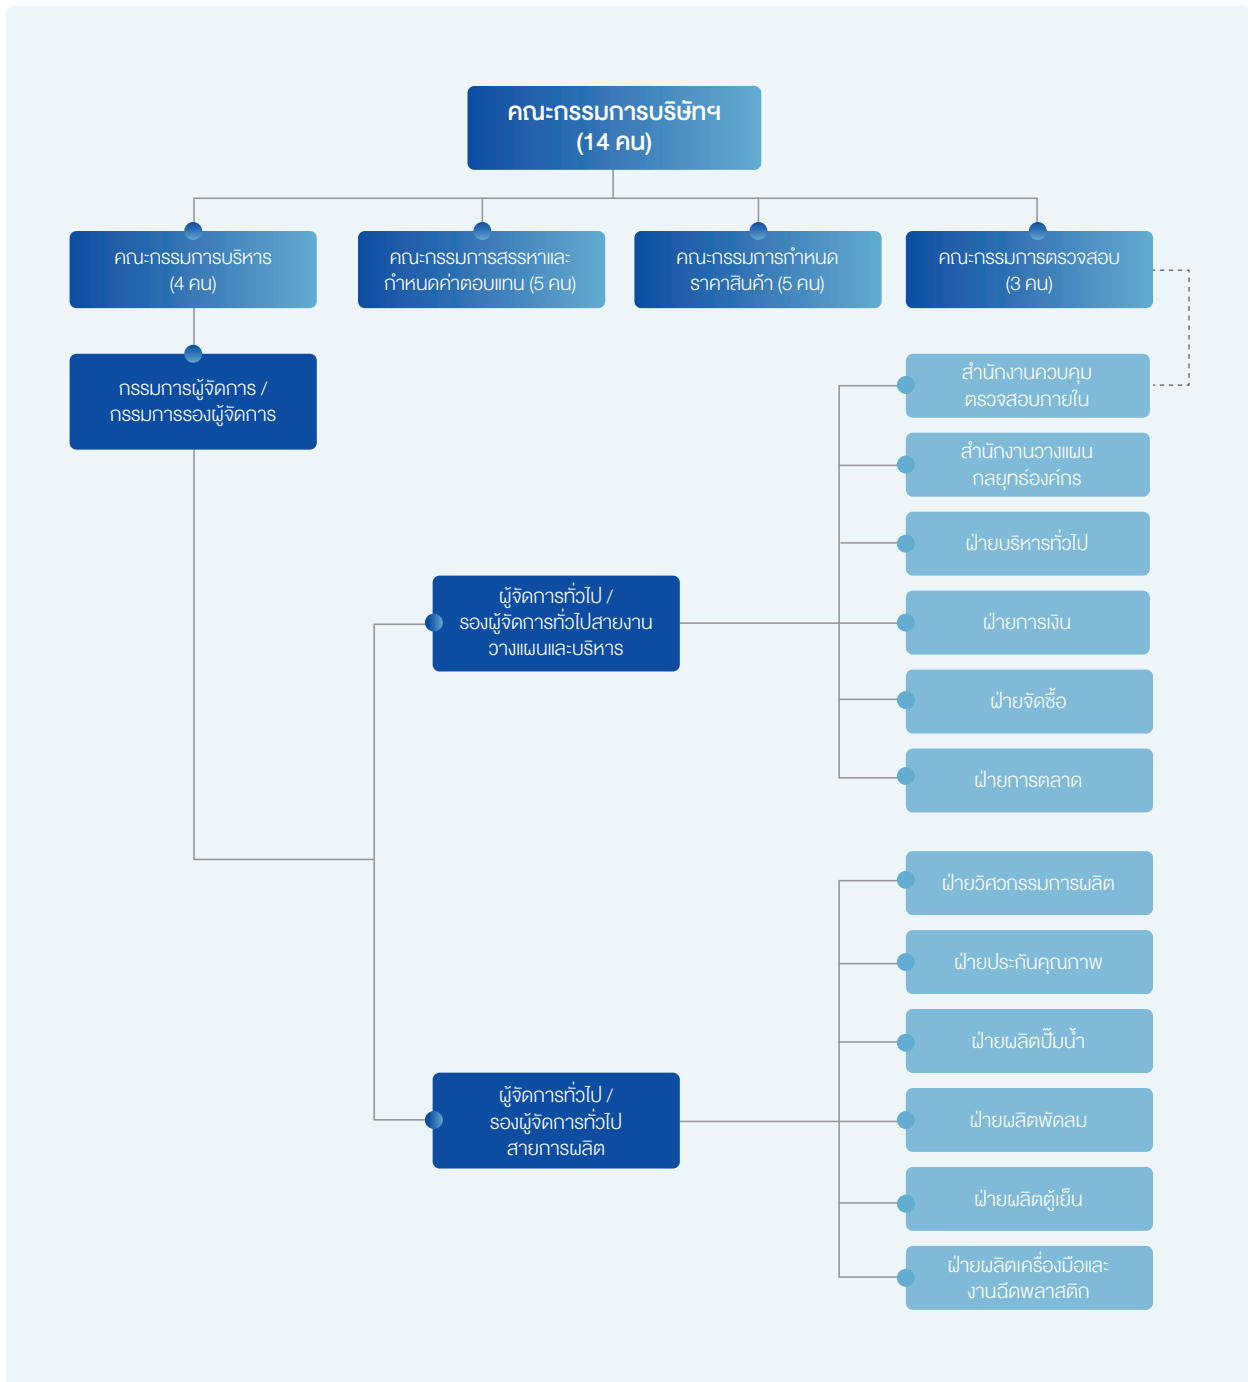 คณะกรรมการบริษัทฯ
(14 คน)
คณะกรรมการบริหาร
(4 คน)
คณะกรรมการสรรหาและ
กำหนดค่าตอบแทน (5 คน)
คณะกรรมการกำหนด
ราคาสินค้า (5 คน)
คณะกรรมการตรวจสอบ
(3 คน)
กรรมการผู้จัดการ /
กรรมการรองผู้จัดการ
สำนักงานควบคุม
ตรวจสอบภายใน
สำนักงานวางแผน
กลยุทธ์องค์กร
ฝ่ายบริหารทั่วไป
ผู้จัดการทั่วไป /
รองผู้จัดการทั่วไปสายงาน
วางแผนและบริหาร
ฝ่ายการเงิน
ฝ่ายจัดซื้อ
ฝ่ายการตลาด
ฝ่ายวิศวกรรมการผลิต
ฝ่ายประกันคุณภาพ
ฝ่ายผลิตปั๊มน้ำ
ผู้จัดการทั่วไป /
รองผู้จัดการทั่วไป
สายการผลิต
ฝ่ายผลิตพัดลม
ฝ่ายผลิตตู้เย็น
ฝ่ายผลิตเครื่องมือและ
งานฉีดพลาสติก